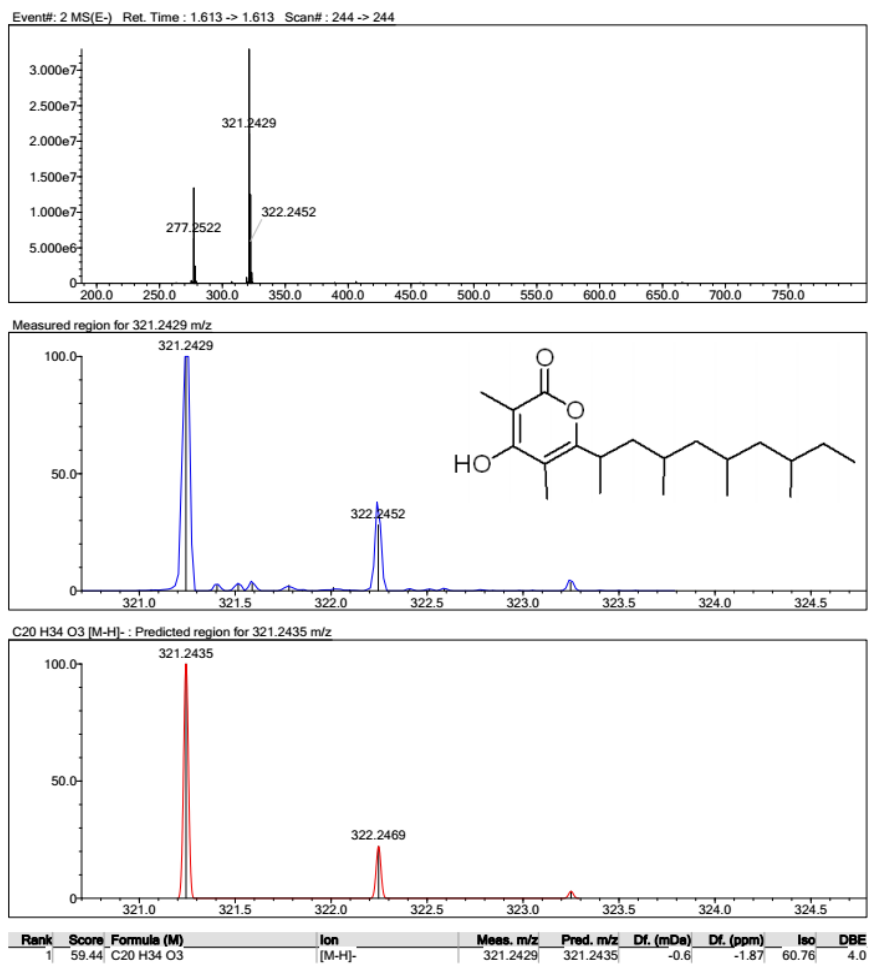 Event#: 2 MS(E-) Ret. Time : 1.613 -> 1.613 Scan# : 244 -> 244
3.000e7
2.500e7
321.2429
2.000e7
1.500e7
1.000e7
322.2452
277.2522
5.000e6
0
200.0 250.0 300.0 350.0 400.0 450.0 500.0 550.0 600.0 650.0 700.0 750.0
Measured region for 321.2429 m/z
321.2429
100.0
O
O
HO
50.0
322.2452
0
321.0 321.5 322.0 322.5 323.0 323.5 324.0 324.5
C20 H34 O3 [M-H]- : Predicted region for 321.2435 m/z
321.2435
100.0
50.0
322.2469
0
321.0 321.5 322.0 322.5 323.0 323.5 324.0 324.5
Rank Score Formula (M) Ion Meas. m/z Pred. m/z Df. (mDa) Df. (ppm) Iso DBE
1 59.44 C20 H34 O3 [M-H]- 321.2429 321.2435 -0.6 -1.87 60.76 4.0